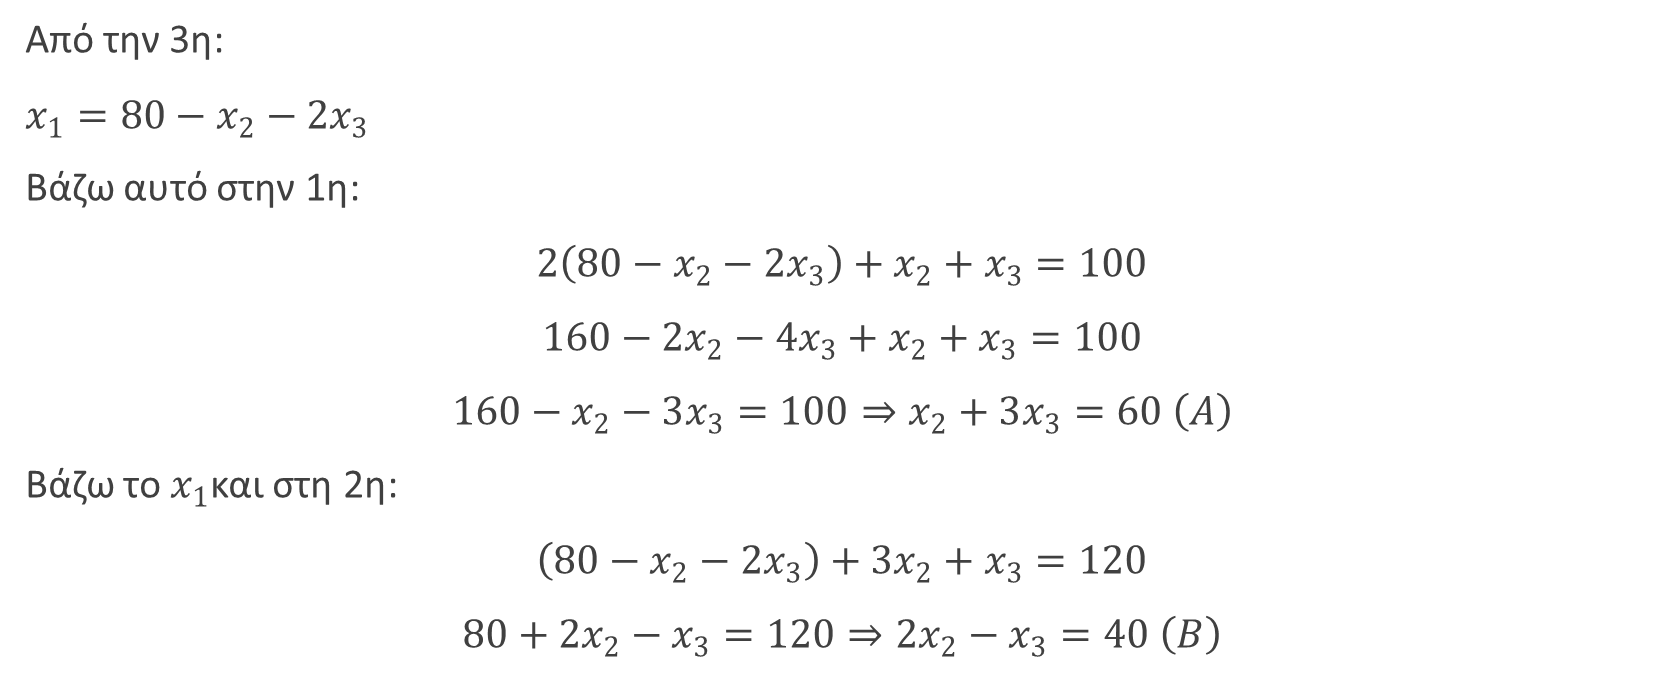 Από την 3η:
x₁ = 80 − x₂ − 2x₃
Βάζω αυτό στην 1η:
2(80 − x₂ − 2x₃) + x₂ + x₃ = 100
160 − 2x₂ − 4x₃ + x₂ + x₃ = 100
160 − x₂ − 3x₃ = 100 ⇒ x₂ + 3x₃ = 60 (A)
Βάζω το x₁και στη 2η:
(80 − x₂ − 2x₃) + 3x₂ + x₃ = 120
80 + 2x₂ − x₃ = 120 ⇒ 2x₂ − x₃ = 40 (B)